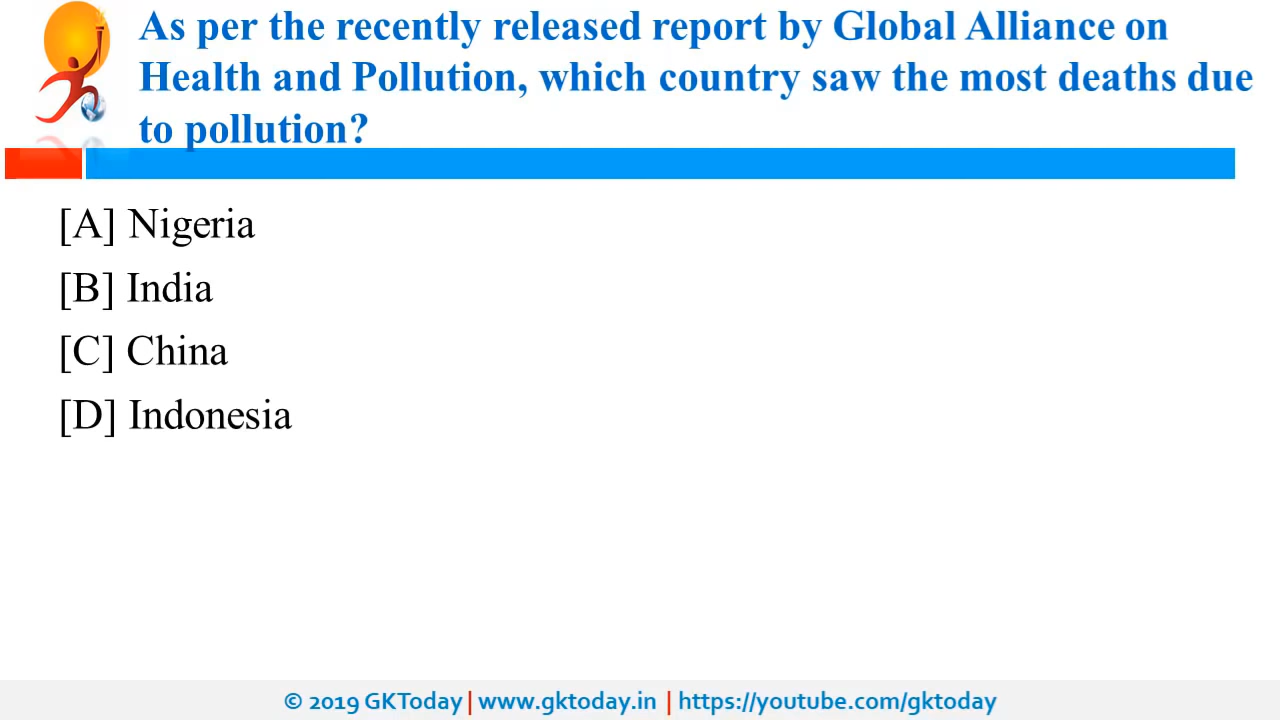 As per the recently released report by Global Alliance on
Health and Pollution, which country saw the most deaths due
to pollution?
[A] Nigeria
[B] India
[C] China
[D] Indonesia
© 2019 GKToday | www.gktoday.in | https://youtube.com/gktoday